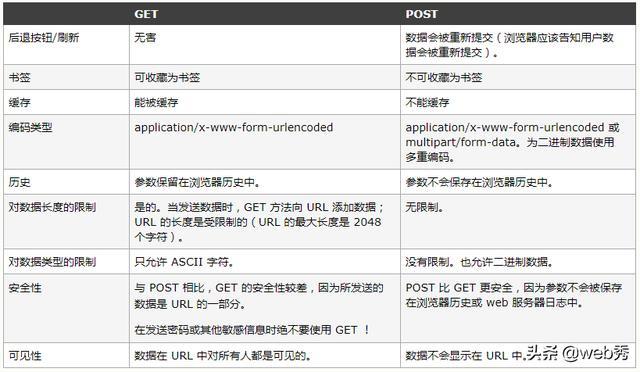 GET POST
后退按钮/刷新 无害 数据会被重新提交（浏览器应该告知用户数
据会被重新提交）。
书签 可收藏为书签 不可收藏为书签
缓存 能被缓存 不能缓存
编码类型 application/x-www-form-urlencoded application/x-www-form-urlencoded 或
multipart/form-data。为二进制数据使用
多重编码。
历史 参数保留在浏览器历史中。 参数不会保存在浏览器历史中。
对数据长度的限制 是的。当发送数据时，GET 方法向 URL 添加数据； 无限制。
URL 的长度是受限制的（URL 的最大长度是 2048
个字符）。
对数据类型的限制 只允许 ASCII 字符。 没有限制。也允许二进制数据。
安全性 与 POST 相比，GET 的安全性较差，因为所发送的 POST 比 GET 更安全，因为参数不会被保存
数据是 URL 的一部分。 在浏览器历史或 web 服务器日志中。
在发送密码或其他敏感信息时绝不要使用 GET ！
可见性 数据在 URL 中对所有人都是可见的。 数据不会显示在 URL 中。
头条 @web秀